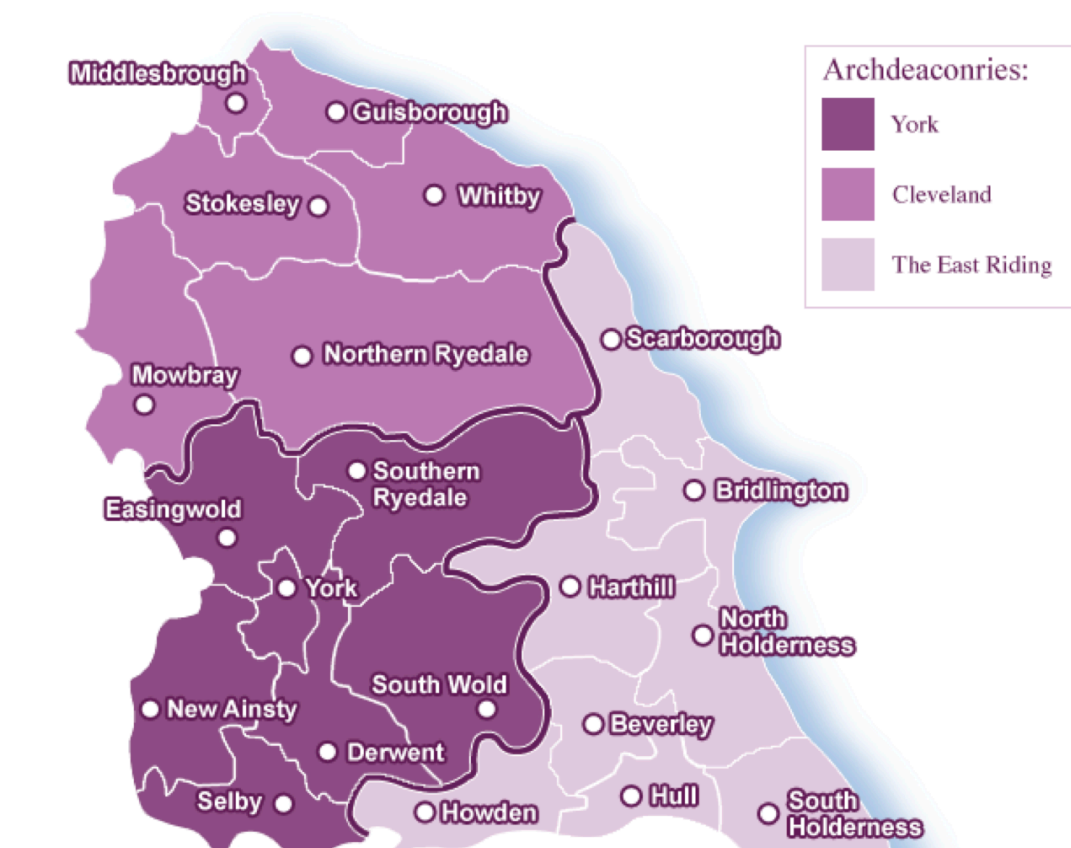 Archdeaconries:
York
Cleveland
The East Riding
Middlesbrough
Guisborough
Stokesley
Whitby
Scarborough
Northern Ryedale
Mowbray
Southern
Ryedale
Bridlington
Easingwold
York
Harthill
North
Holderness
South Wold
New Ainsty
Beverley
Derwent
Selby
Howden
Hull
South
Holderness